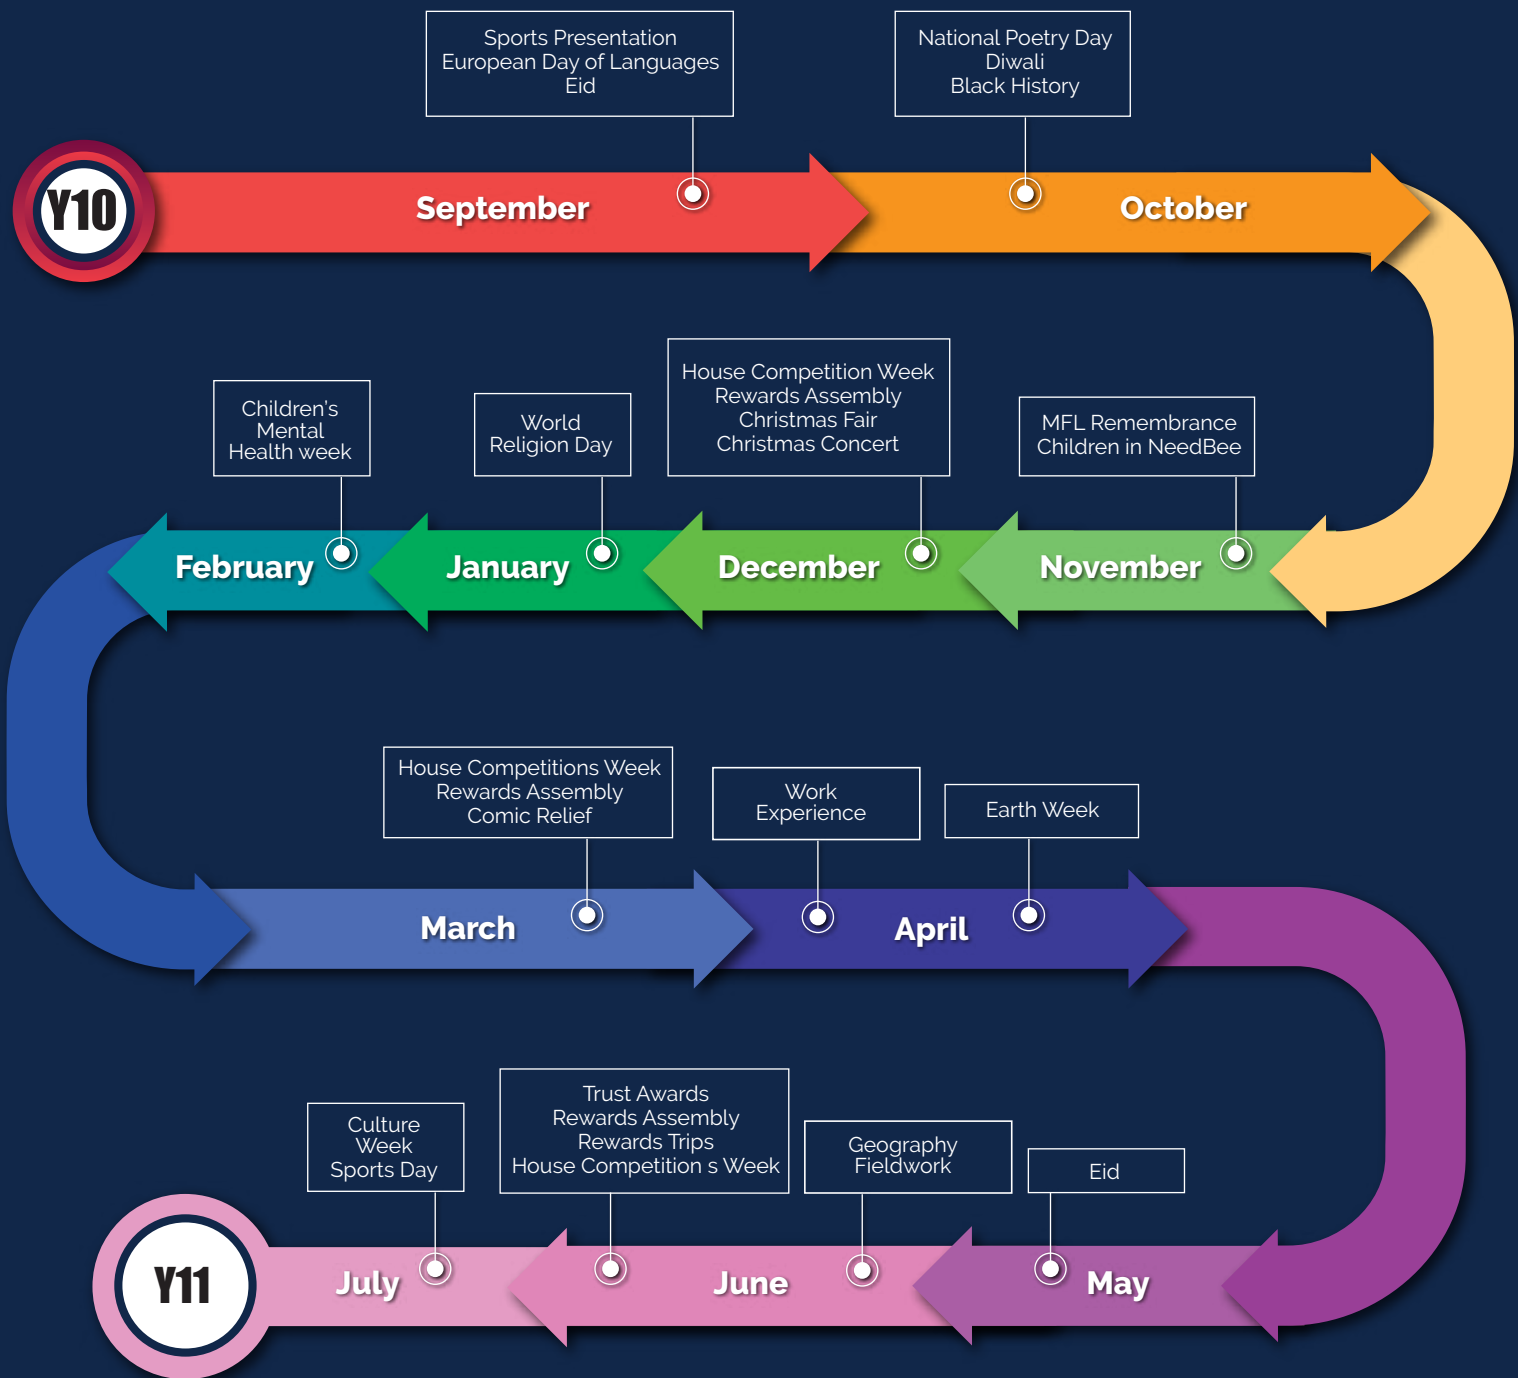 Sports Presentation
European Day of Languages
Eid
National Poetry Day
Diwali
Black History
Y10
September
October
House Competition Week
Rewards Assembly
Christmas Fair
Christmas Concert
Children's
Mental
Health week
World
Religion Day
MFL Remembrance
Children in NeedBee
February
January
December
November
House Competitions Week
Rewards Assembly
Comic Relief
Work
Experience
Earth Week
March
April
Trust Awards
Rewards Assembly
Rewards Trips
House Competition s Week
Culture
Week
Sports Day
Geography
Fieldwork
Eid
Y11
July
June
May